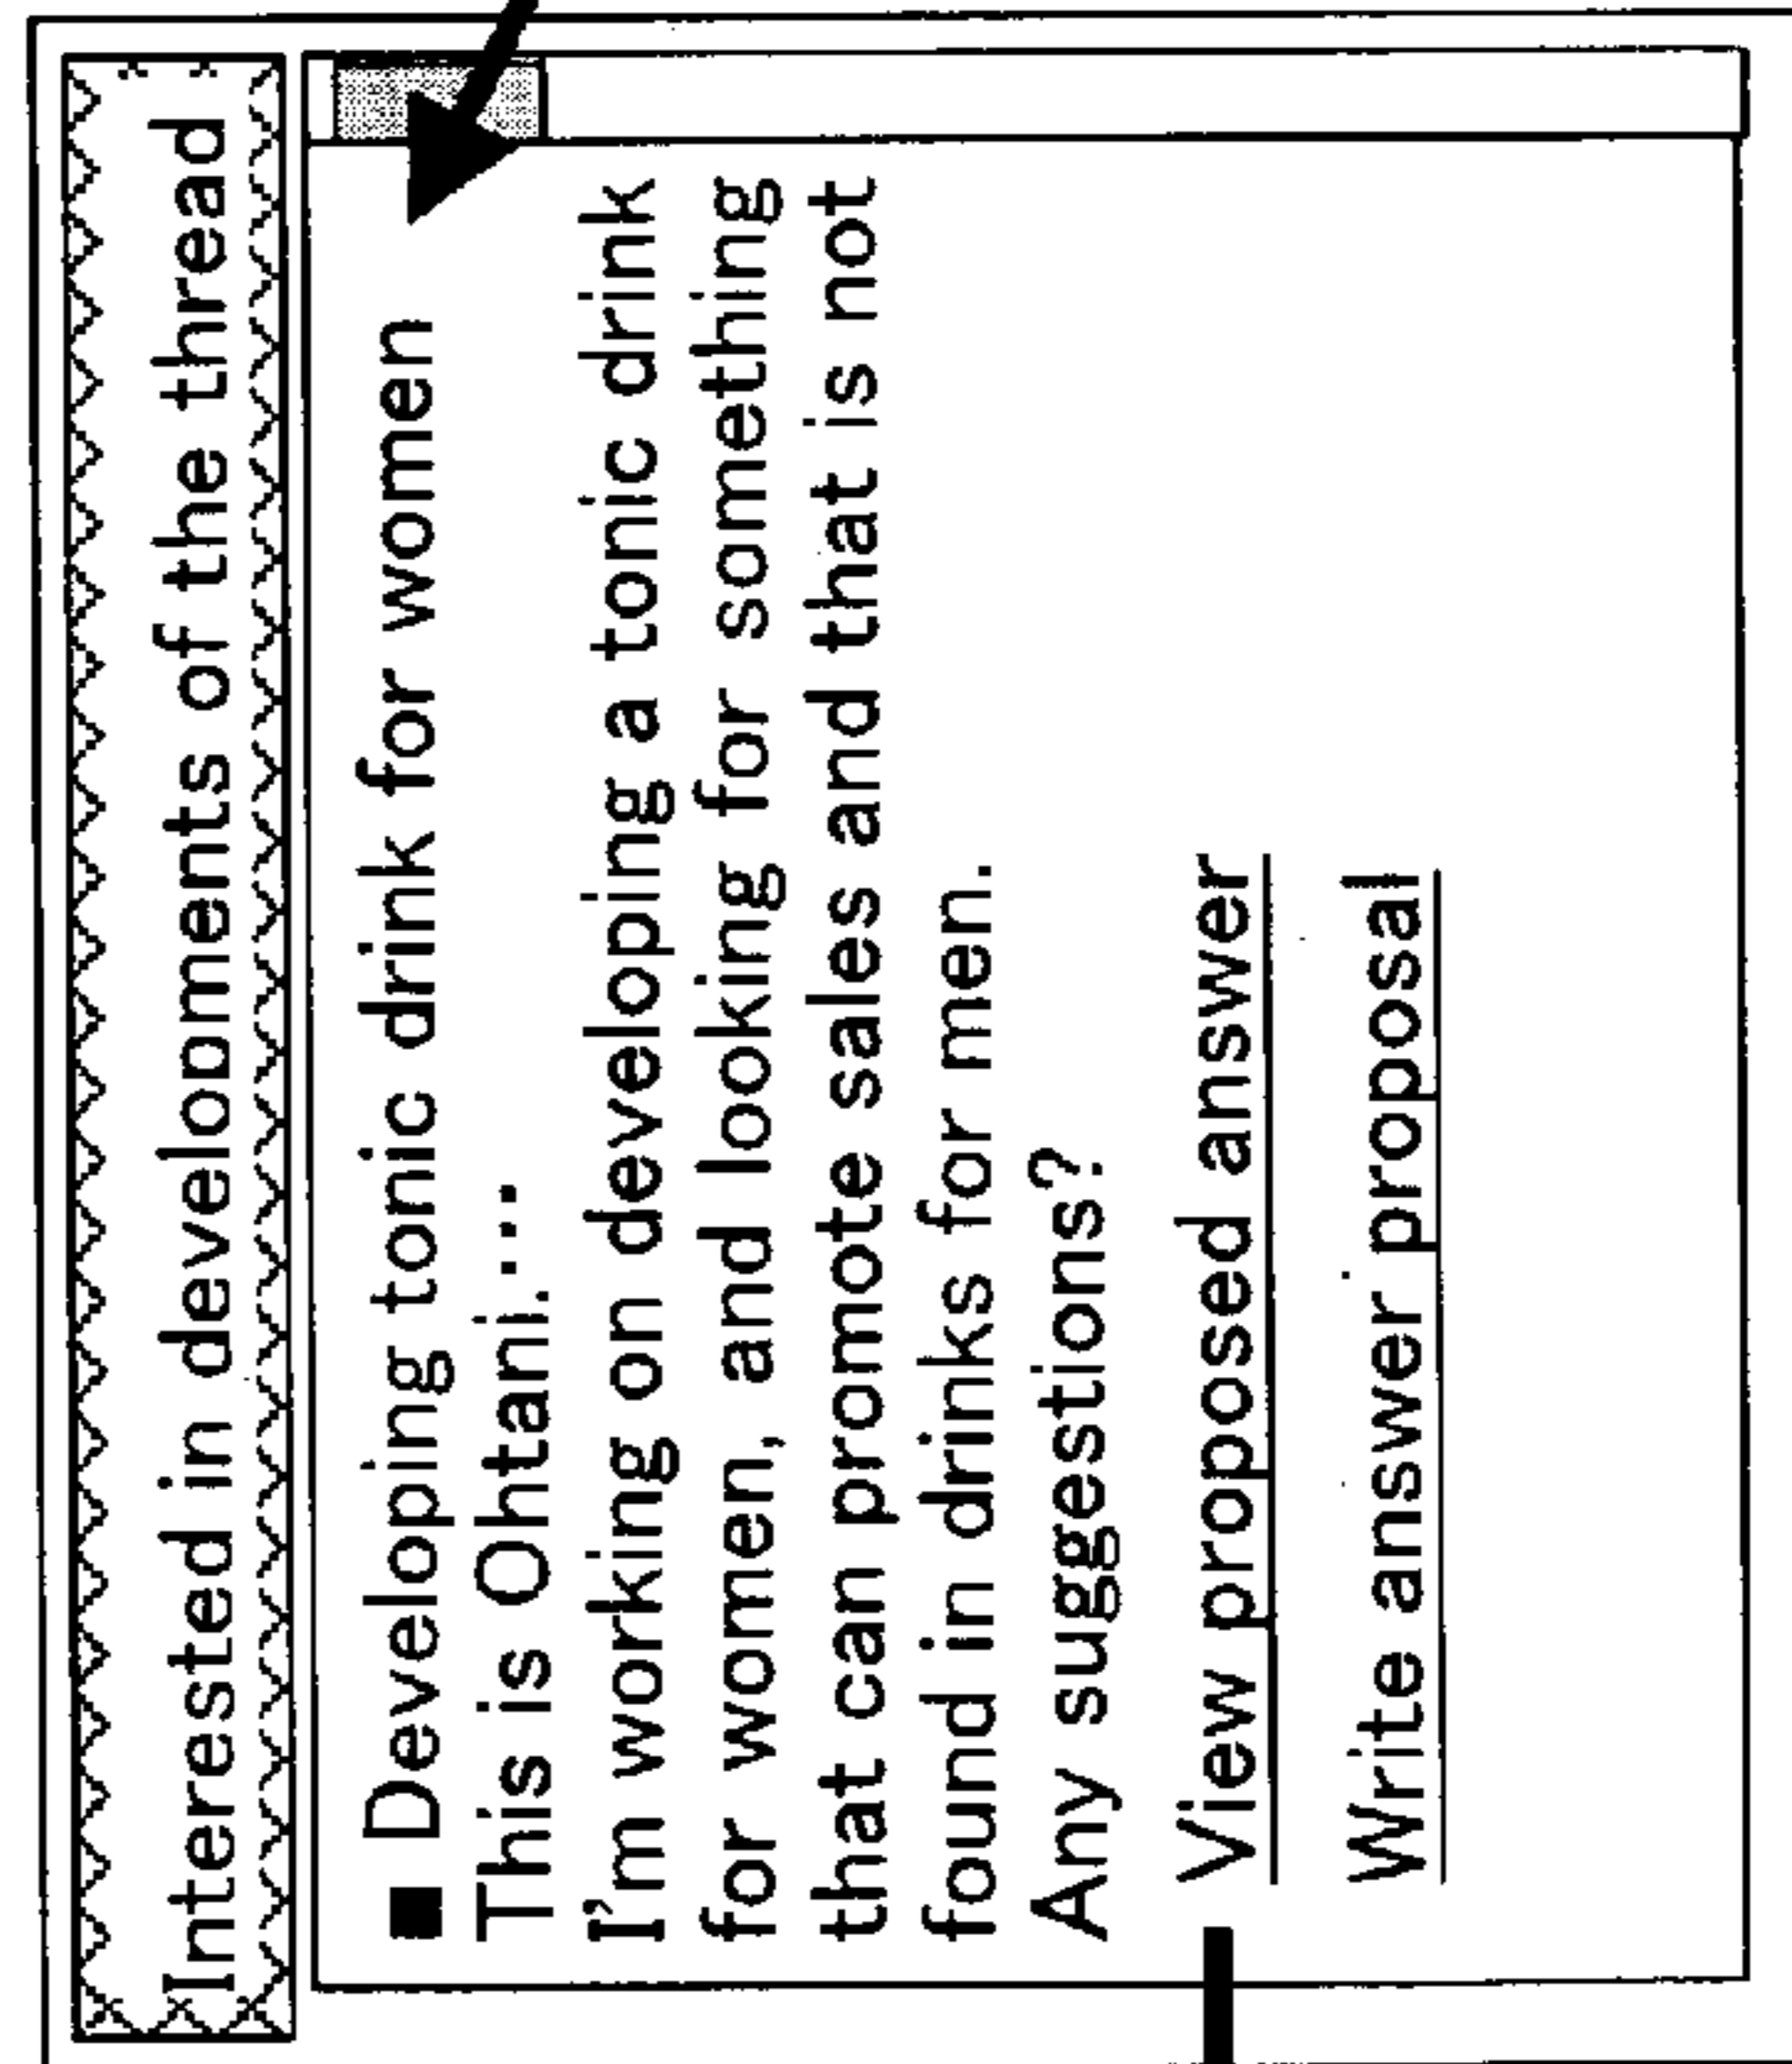 Interested in developments of the thread
■ Developing tonic drink for women
This is Ohtani. ...
I'm working on developing a tonic drink
for women, and looking for something
that can promote sales and that is not
found in drinks for men.
Any suggestions?
View proposed answer
Write answer proposal